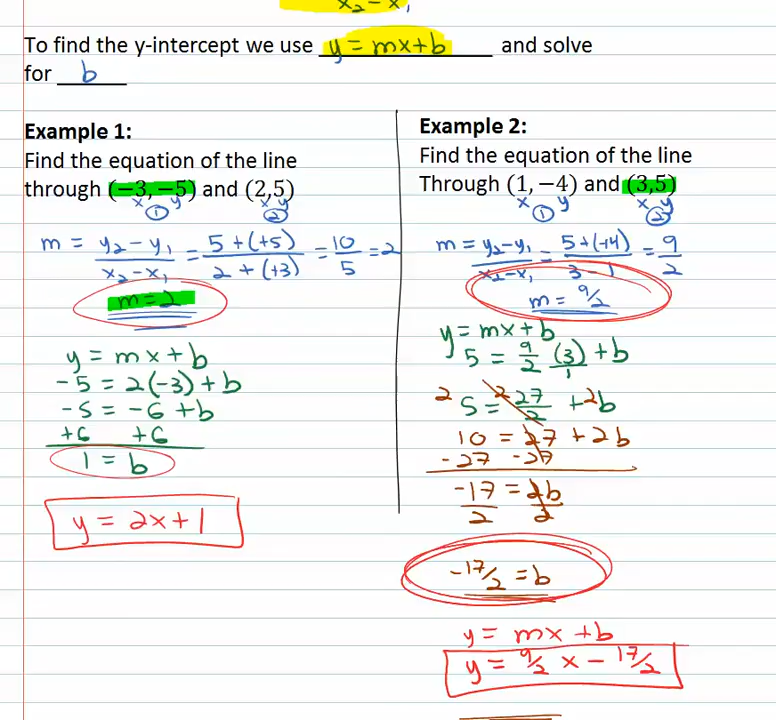 x₂ - x₁
To find the y-intercept we use y = mx+b and solve
for b
Example 1:
Find the equation of the line
through (−3, −5) and (2,5)
x ① y x ② y
m = y₂ - y₁ / x₂ - x₁ = 5 + (+5) / 2 + (+3) = 10 / 5 = 2
m = 2
y = mx + b
-5 = 2(-3) + b
-5 = -6 + b
+6 +6
1 = b
y = 2x + 1
Example 2:
Find the equation of the line
Through (1, −4) and (3,5)
x ① y x ② y
m = y₂ - y₁ / x₂ - x₁ = 5 + (+4) / 3 - 1 = 9 / 2
m = 9/2
y = mx + b
5 = 9/2 (3)/1 + b
2 5 = 2 27/2 + 2b
10 = 27 + 2b
-27 -27
-17/2 = 2b/2
-17/2 = b
y = mx + b
y = 9/2 x - 17/2